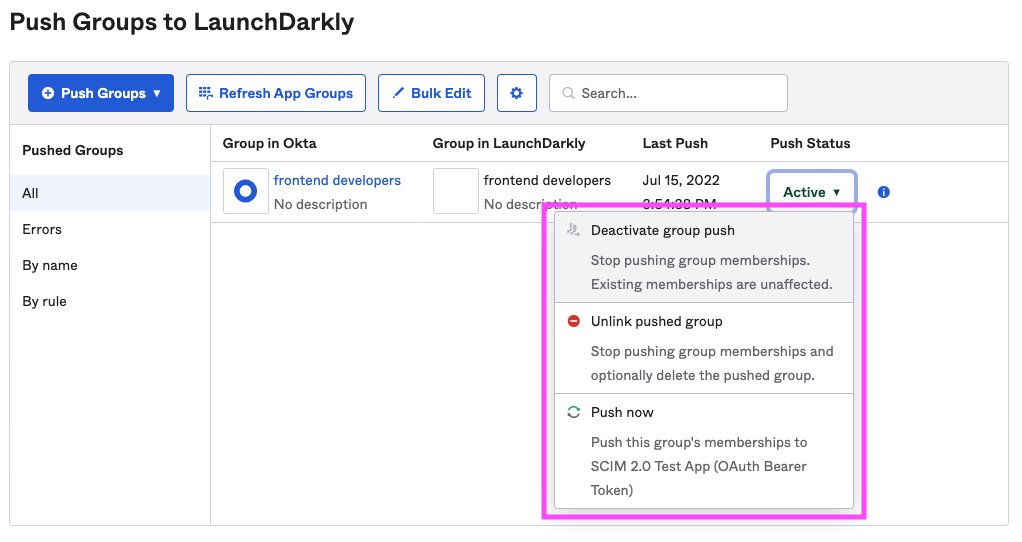 Push Groups to LaunchDarkly
Push Groups
Refresh App Groups
Bulk Edit
Search...
Pushed Groups
All
Errors
By name
By rule
Group in Okta
Group in LaunchDarkly
Last Push
Push Status
frontend developers
No description
frontend developers
No description
Jul 15, 2022
3:54:38 PM
Active
Deactivate group push
Stop pushing group memberships.
Existing memberships are unaffected.
Unlink pushed group
Stop pushing group memberships and
optionally delete the pushed group.
Push now
Push this group's memberships to
SCIM 2.0 Test App (OAuth Bearer
Token)